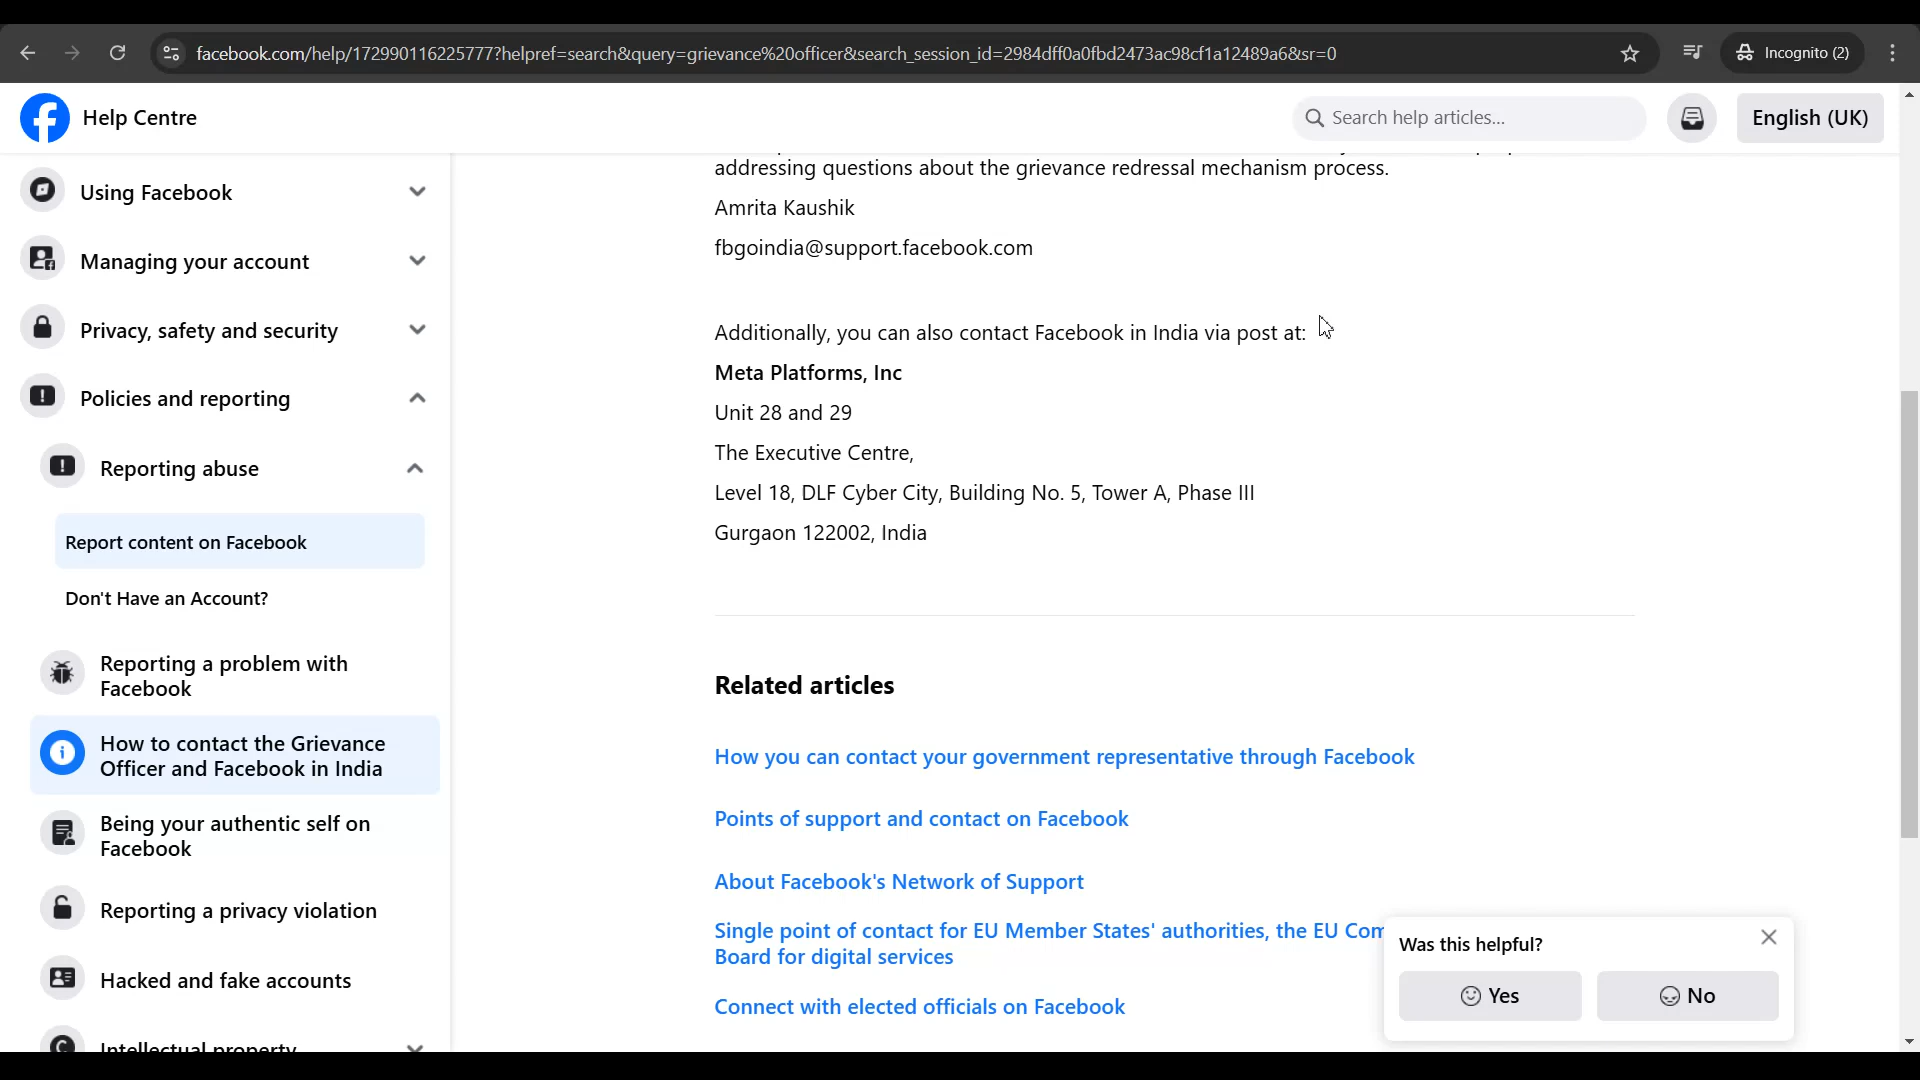 facebook.com/help/172990116225777?helpref=search&query=grievance%20officer&search_session_id=2984dff0a0fbd2473ac98cf1a12489a6&sr=0
Incognito (2)
Help Centre
Search help articles...
English (UK)
Using Facebook
Managing your account
Privacy, safety and security
Policies and reporting
Reporting abuse
Report content on Facebook
Don't Have an Account?
Reporting a problem with
Facebook
How to contact the Grievance
Officer and Facebook in India
Being your authentic self on
Facebook
Reporting a privacy violation
Hacked and fake accounts
Intellectual property
addressing questions about the grievance redressal mechanism process.
Amrita Kaushik
fbgoindia@support.facebook.com
Additionally, you can also contact Facebook in India via post at:
Meta Platforms, Inc
Unit 28 and 29
The Executive Centre,
Level 18, DLF Cyber City, Building No. 5, Tower A, Phase III
Gurgaon 122002, India
Related articles
How you can contact your government representative through Facebook
Points of support and contact on Facebook
About Facebook's Network of Support
Single point of contact for EU Member States' authorities, the EU Com
Board for digital services
Connect with elected officials on Facebook
Was this helpful?
Yes
No